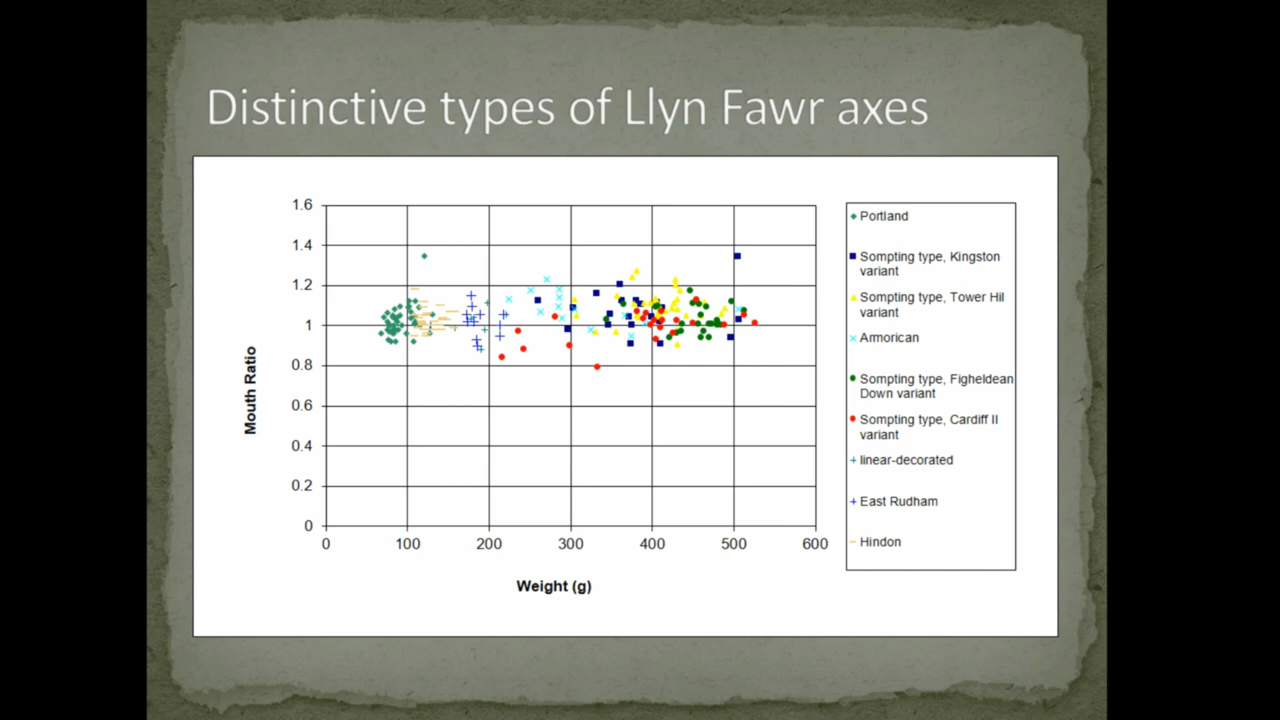 Distinctive types of Llyn Fawr axes
1.6
1.4
1.2
1
0.8
0.6
0.4
0.2
0
0 100 200 300 400 500 600
Mouth Ratio
Weight (g)
Portland
Sompting type, Kingston
variant
Sompting type, Tower Hil
variant
Armorican
Sompting type, Figheldean
Down variant
Sompting type, Cardiff II
variant
linear-decorated
East Rudham
Hindon